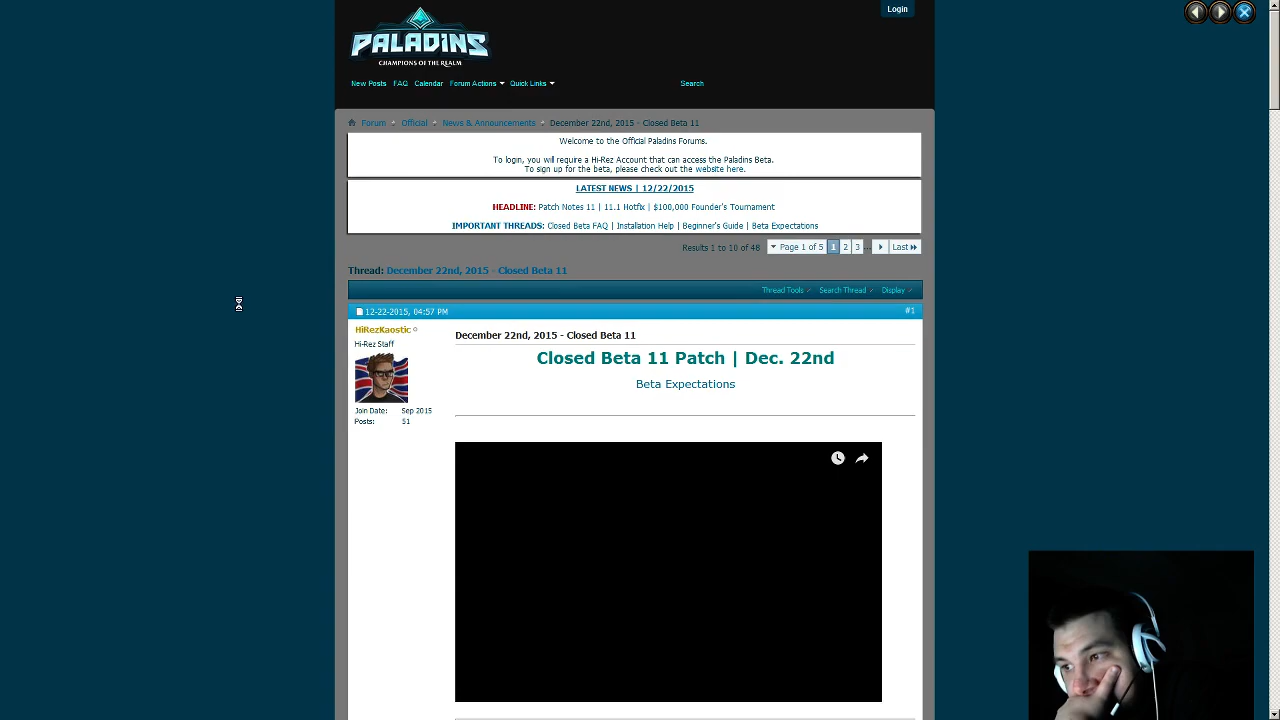 Login
PALADINS
CHAMPIONS OF THE REALM
New Posts FAQ Calendar Forum Actions Quick Links Search
Forum Official News & Announcements December 22nd, 2015 - Closed Beta 11
Welcome to the Official Paladins Forums.
To login, you will require a Hi-Rez Account that can access the Paladins Beta.
To sign up for the beta, please check out the website here.
LATEST NEWS | 12/22/2015
HEADLINE: Patch Notes 11 | 11.1 Hotfix | $100,000 Founder's Tournament
IMPORTANT THREADS: Closed Beta FAQ | Installation Help | Beginner's Guide | Beta Expectations
Results 1 to 10 of 48 Page 1 of 5 1 2 3 ... Last
Thread: December 22nd, 2015 - Closed Beta 11
Thread Tools Search Thread Display
12-22-2015, 04:57 PM #1
HiRezKaostic
Hi-Rez Staff
Join Date: Sep 2015
Posts: 51
December 22nd, 2015 - Closed Beta 11
Closed Beta 11 Patch | Dec. 22nd
Beta Expectations